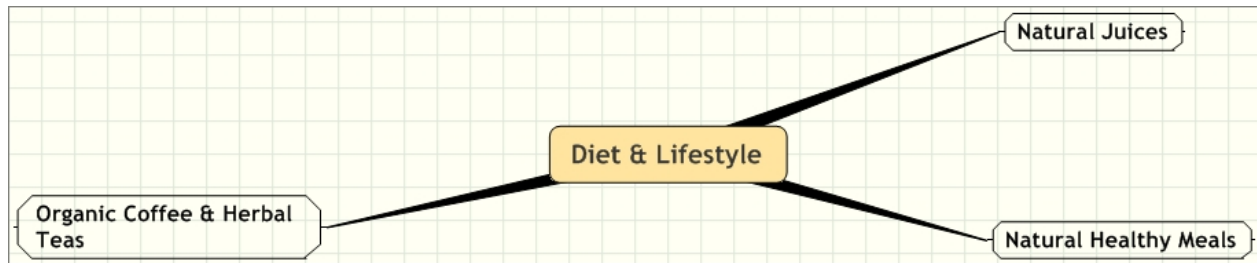 Natural Juices
Diet & Lifestyle
Organic Coffee & Herbal
Teas
Natural Healthy Meals